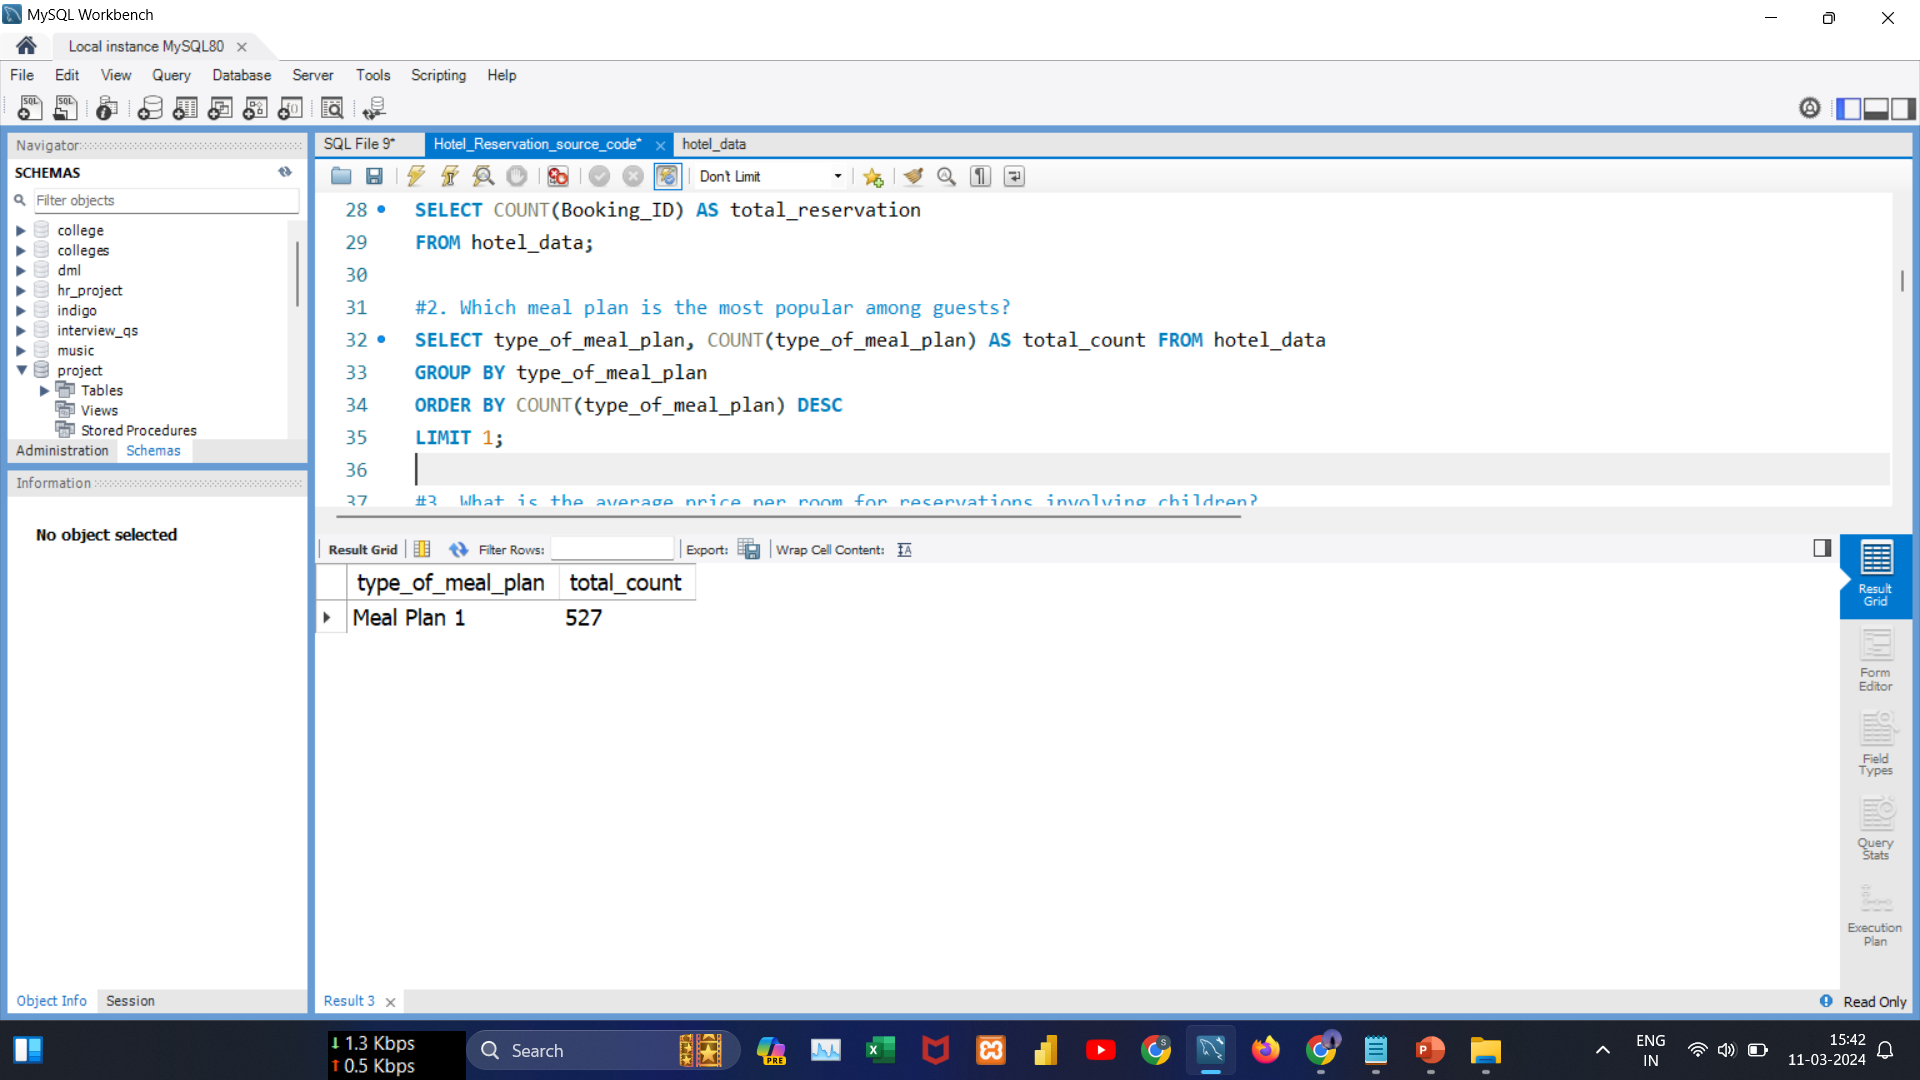 MySQL Workbench
Local instance MySQL80
File Edit View Query Database Server Tools Scripting Help
Navigator
SCHEMAS
Filter objects
college
colleges
dml
hr_project
indigo
interview_qs
music
project
Tables
Views
Stored Procedures
Administration Schemas
Information
No object selected
Object Info Session
SQL File 9* Hotel_Reservation_source_code* hotel_data
Don't Limit
28 SELECT COUNT(Booking_ID) AS total_reservation
29 FROM hotel_data;
30
31 #2. Which meal plan is the most popular among guests?
32 SELECT type_of_meal_plan, COUNT(type_of_meal_plan) AS total_count FROM hotel_data
33 GROUP BY type_of_meal_plan
34 ORDER BY COUNT(type_of_meal_plan) DESC
35 LIMIT 1;
36
37 #3. What is the average price per room for reservations involving children?
Result Grid Filter Rows: Export: Wrap Cell Content:
type_of_meal_plan total_count
Meal Plan 1 527
Result
Grid
Form
Editor
Field
Types
Query
Stats
Execution
Plan
Result 3
Read Only
1.3 Kbps
0.5 Kbps
Search
PRE
ENG
IN
15:42
11-03-2024